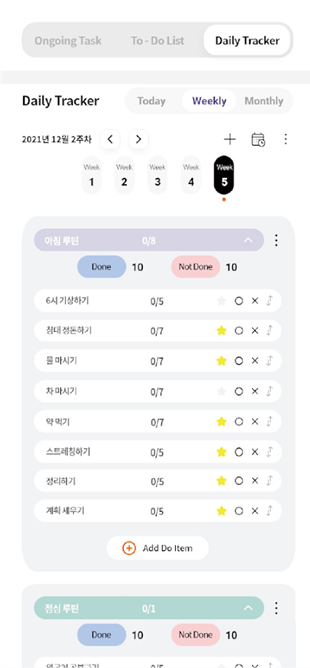 Ongoing Task To - Do List Daily Tracker
Daily Tracker Today Weekly Monthly
2021년 12월 2주차
Week Week Week Week Week
1 2 3 4 5
아침 루틴 0/8
Done 10 Not Done 10
6시 기상하기 0/5
침대 정돈하기 0/7
물 마시기 0/7
차 마시기 0/7
약 먹기 0/7
스트레칭하기 0/5
정리하기 0/5
계획 세우기 0/5
Add Do Item
점심 루틴 0/1
Done 10 Not Done 10